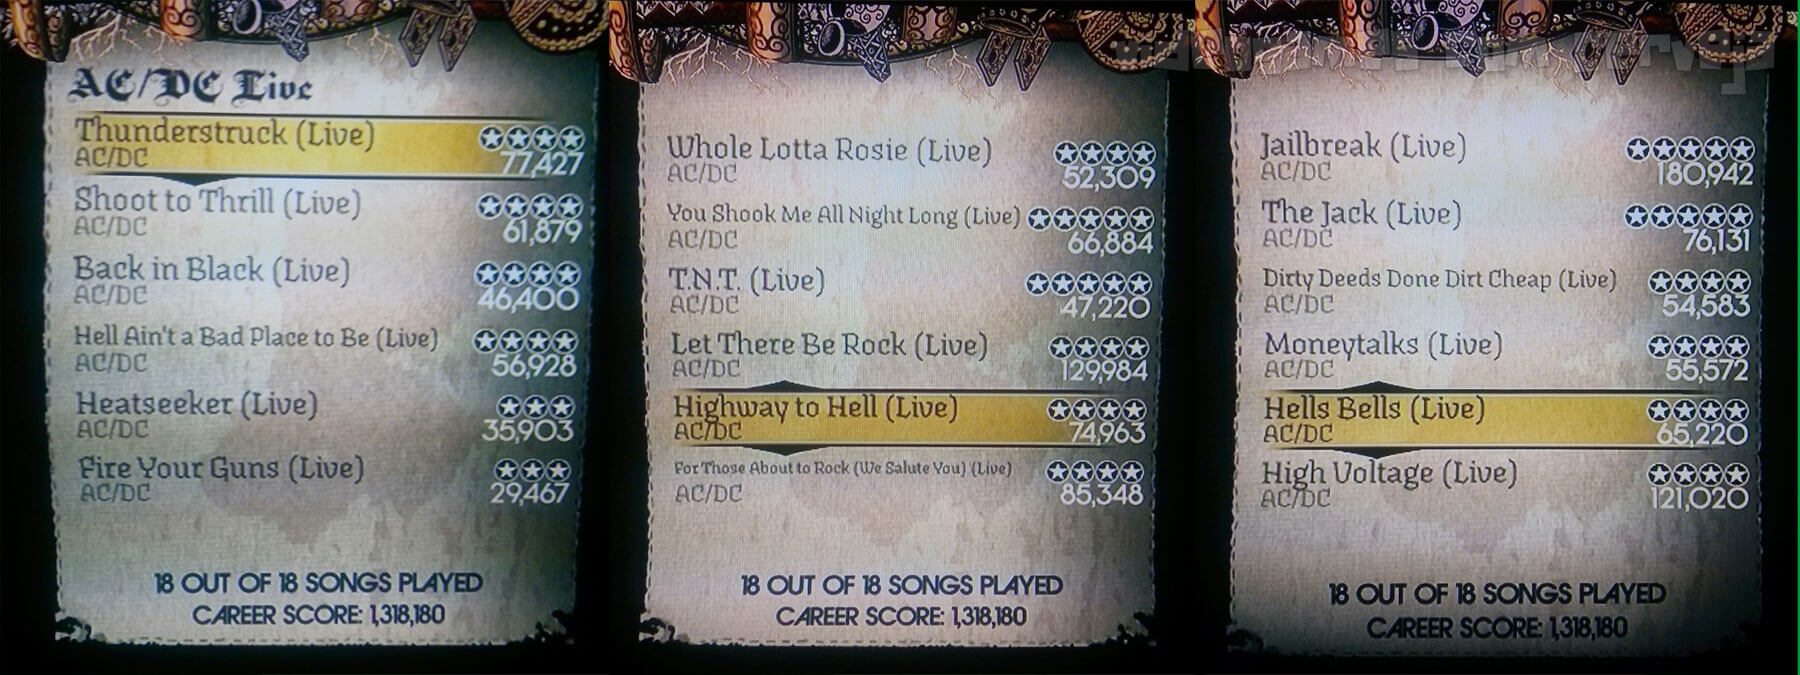 AC/DC Live
Thunderstruck (Live)
AC/DC
77,427
Shoot to Thrill (Live)
AC/DC
61,879
Back in Black (Live)
AC/DC
46,400
Hell Ain't a Bad Place to Be (Live)
AC/DC
56,928
Heatseeker (Live)
AC/DC
35,903
Fire Your Guns (Live)
AC/DC
29,467
18 OUT OF 18 SONGS PLAYED
CAREER SCORE: 1,318,180
Whole Lotta Rosie (Live)
AC/DC
52,309
You Shook Me All Night Long (Live)
AC/DC
66,884
T.N.T. (Live)
AC/DC
47,220
Let There Be Rock (Live)
AC/DC
129,984
Highway to Hell (Live)
AC/DC
74,963
For Those About to Rock (We Salute You) (Live)
AC/DC
85,348
18 OUT OF 18 SONGS PLAYED
CAREER SCORE: 1,318,180
Jailbreak (Live)
AC/DC
180,942
The Jack (Live)
AC/DC
76,131
Dirty Deeds Done Dirt Cheap (Live)
AC/DC
54,583
Moneytalks (Live)
AC/DC
55,572
Hells Bells (Live)
AC/DC
65,220
High Voltage (Live)
AC/DC
121,020
18 OUT OF 18 SONGS PLAYED
CAREER SCORE: 1,318,180